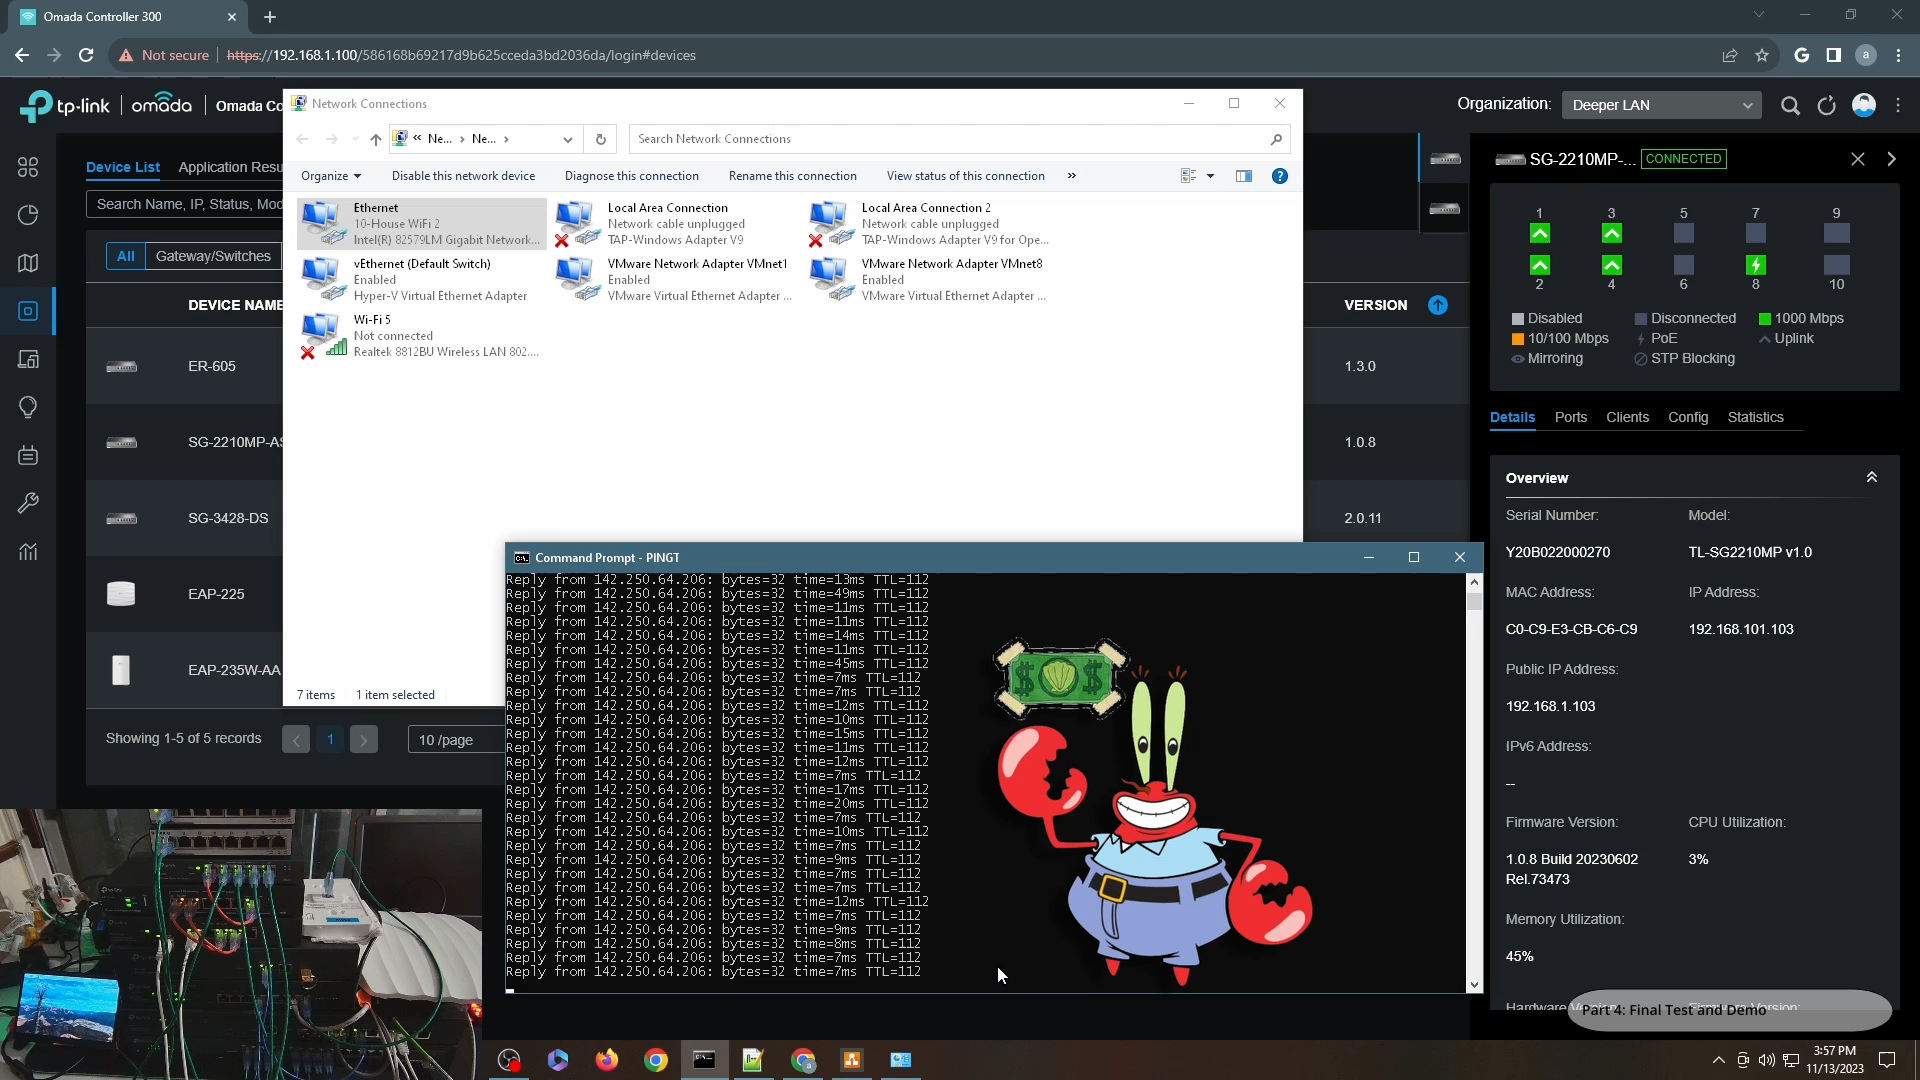 Omada Controller 300
Not secure
https://192.168.1.100/586168b69217d9b625cceda3bd2036da/login#devices
a
tp-link
omada
Omada Co
Organization:
Deeper LAN
Device List
Application Resu
Search Name, IP, Status, Mod
All
Gateway/Switches
DEVICE NAME
VERSION
ER-605
1.3.0
SG-2210MP-AS
1.0.8
SG-3428-DS
2.0.11
EAP-225
EAP-235W-AA
Showing 1-5 of 5 records
1
10 /page
Network Connections
« Ne... › Ne... ›
Search Network Connections
Organize
Disable this network device
Diagnose this connection
Rename this connection
View status of this connection
»
Ethernet
10-House WiFi 2
Intel(R) 82579LM Gigabit Network...
Local Area Connection
Network cable unplugged
TAP-Windows Adapter V9
Local Area Connection 2
Network cable unplugged
TAP-Windows Adapter V9 for Ope...
vEthernet (Default Switch)
Enabled
Hyper-V Virtual Ethernet Adapter
VMware Network Adapter VMnet1
Enabled
VMware Virtual Ethernet Adapter ...
VMware Network Adapter VMnet8
Enabled
VMware Virtual Ethernet Adapter ...
Wi-Fi 5
Not connected
Realtek 8812BU Wireless LAN 802....
7 items
1 item selected
Command Prompt - PINGT
Reply from 142.250.64.206: bytes=32 time=13ms TTL=112
Reply from 142.250.64.206: bytes=32 time=49ms TTL=112
Reply from 142.250.64.206: bytes=32 time=11ms TTL=112
Reply from 142.250.64.206: bytes=32 time=11ms TTL=112
Reply from 142.250.64.206: bytes=32 time=14ms TTL=112
Reply from 142.250.64.206: bytes=32 time=11ms TTL=112
Reply from 142.250.64.206: bytes=32 time=45ms TTL=112
Reply from 142.250.64.206: bytes=32 time=7ms TTL=112
Reply from 142.250.64.206: bytes=32 time=7ms TTL=112
Reply from 142.250.64.206: bytes=32 time=12ms TTL=112
Reply from 142.250.64.206: bytes=32 time=10ms TTL=112
Reply from 142.250.64.206: bytes=32 time=15ms TTL=112
Reply from 142.250.64.206: bytes=32 time=11ms TTL=112
Reply from 142.250.64.206: bytes=32 time=12ms TTL=112
Reply from 142.250.64.206: bytes=32 time=7ms TTL=112
Reply from 142.250.64.206: bytes=32 time=17ms TTL=112
Reply from 142.250.64.206: bytes=32 time=20ms TTL=112
Reply from 142.250.64.206: bytes=32 time=7ms TTL=112
Reply from 142.250.64.206: bytes=32 time=10ms TTL=112
Reply from 142.250.64.206: bytes=32 time=7ms TTL=112
Reply from 142.250.64.206: bytes=32 time=9ms TTL=112
Reply from 142.250.64.206: bytes=32 time=7ms TTL=112
Reply from 142.250.64.206: bytes=32 time=7ms TTL=112
Reply from 142.250.64.206: bytes=32 time=12ms TTL=112
Reply from 142.250.64.206: bytes=32 time=7ms TTL=112
Reply from 142.250.64.206: bytes=32 time=9ms TTL=112
Reply from 142.250.64.206: bytes=32 time=8ms TTL=112
Reply from 142.250.64.206: bytes=32 time=7ms TTL=112
Reply from 142.250.64.206: bytes=32 time=7ms TTL=112
$ $
SG-2210MP-...
CONNECTED
1 3 5 7 9
2 4 6 8 10
Disabled
Disconnected
1000 Mbps
10/100 Mbps
PoE
Uplink
Mirroring
STP Blocking
Details
Ports
Clients
Config
Statistics
Overview
Serial Number:
Model:
Y20B022000270
TL-SG2210MP v1.0
MAC Address:
IP Address:
C0-C9-E3-CB-C6-C9
192.168.101.103
Public IP Address:
192.168.1.103
IPv6 Address:
--
Firmware Version:
CPU Utilization:
1.0.8 Build 20230602
Rel.73473
3%
Memory Utilization:
45%
Hardware Version:
Firmware Version:
Part 4: Final Test and Demo
3:57 PM
11/13/2023